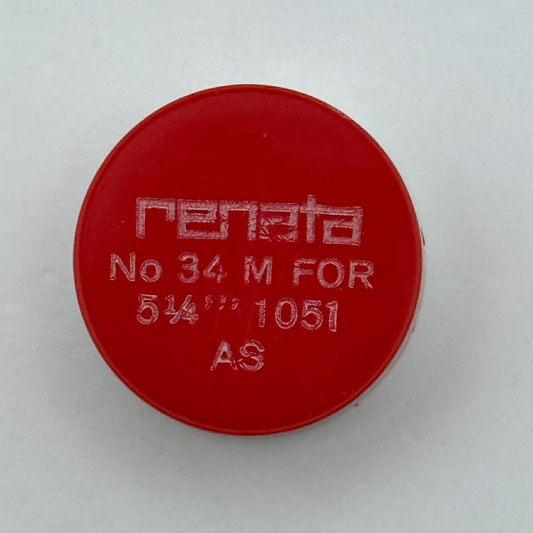 renata
No 34 M FOR
5¼''' 1051
AS